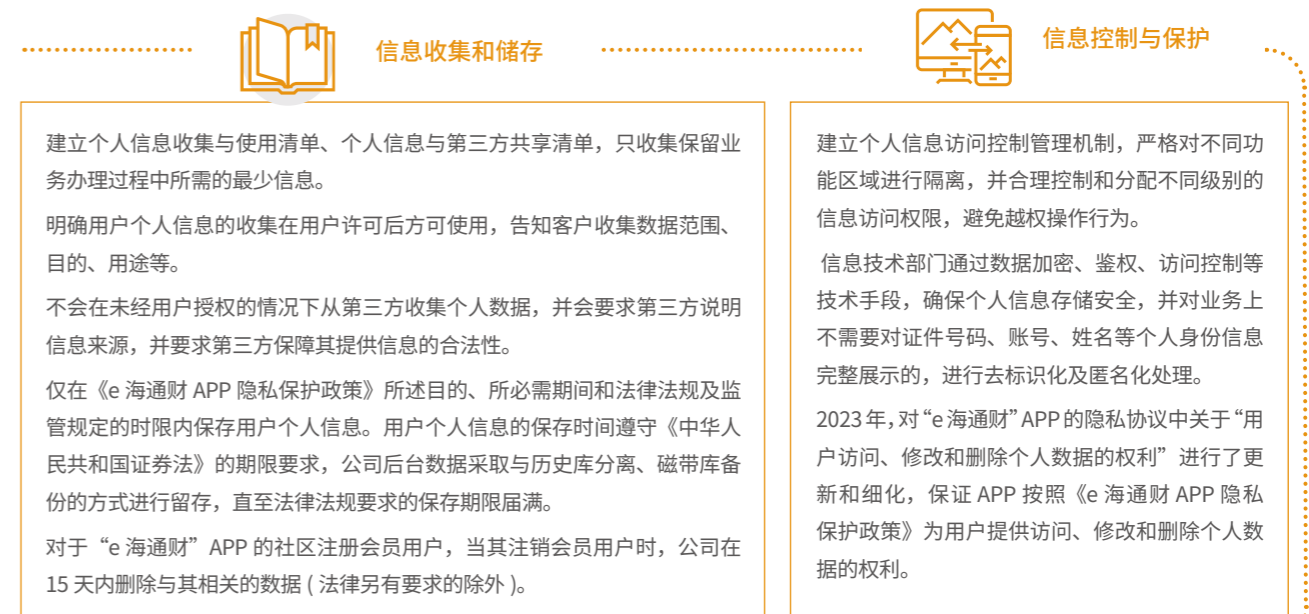 信息收集和储存
建立个人信息收集与使用清单、个人信息与第三方共享清单，只收集保留业
务办理过程中所需的最少信息。
明确用户个人信息的收集在用户许可后方可使用，告知客户收集数据范围、
目的、用途等。
不会在未经用户授权的情况下从第三方收集个人数据，并会要求第三方说明
信息来源，并要求第三方保障其提供信息的合法性。
仅在《e 海通财 APP 隐私保护政策》所述目的、所必需期间和法律法规及监
管规定的时限内保存用户个人信息。用户个人信息的保存时间遵守《中华人
民共和国证券法》的期限要求，公司后台数据采取与历史库分离、磁带库备
份的方式进行留存，直至法律法规要求的保存期限届满。
对于“e 海通财”APP 的社区注册会员用户，当其注销会员用户时，公司在
15 天内删除与其相关的数据 ( 法律另有要求的除外 )。
信息控制与保护
建立个人信息访问控制管理机制，严格对不同功
能区域进行隔离，并合理控制和分配不同级别的
信息访问权限，避免越权操作行为。
信息技术部门通过数据加密、鉴权、访问控制等
技术手段，确保个人信息存储安全，并对业务上
不需要对证件号码、账号、姓名等个人身份信息
完整展示的，进行去标识化及匿名化处理。
2023 年，对“e 海通财”APP 的隐私协议中关于“用
户访问、修改和删除个人数据的权利”进行了更
新和细化，保证 APP 按照《e 海通财 APP 隐私
保护政策》为用户提供访问、修改和删除个人数
据的权利。